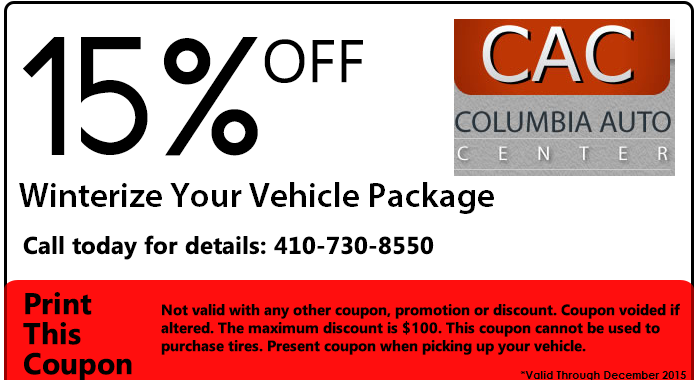 15% OFF
CAC
COLUMBIA AUTO
CENTER
Winterize Your Vehicle Package
Call today for details: 410-730-8550
Print
This
Coupon
Not valid with any other coupon, promotion or discount. Coupon voided if
altered. The maximum discount is $100. This coupon cannot be used to
purchase tires. Present coupon when picking up your vehicle.
*Valid Through December 2015